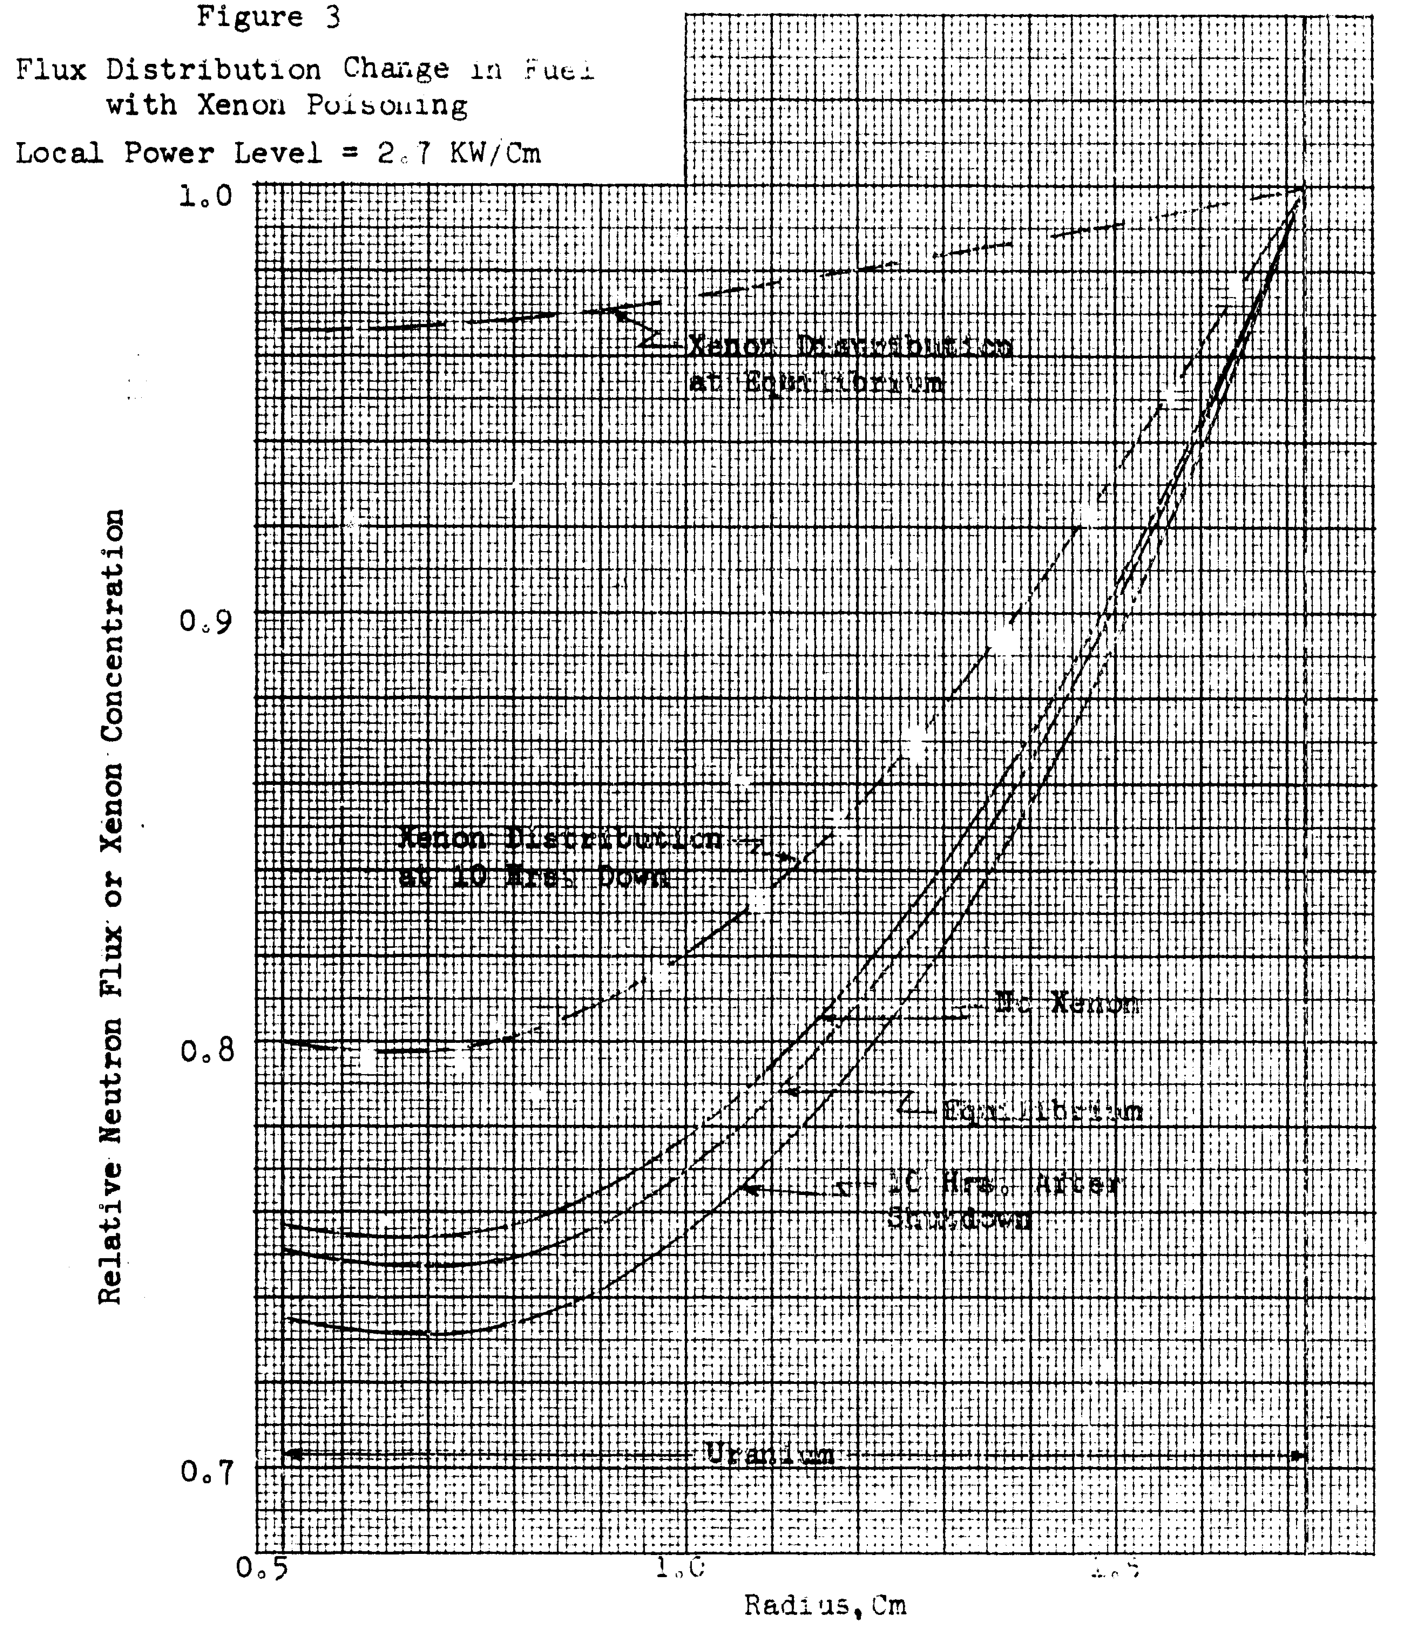 Figure 3
Flux Distribution Change in Fuel
with Xenon Poisoning
Local Power Level = 2.7 KW/Cm
1.0
Xenon Distribution
at Equilibrium
0.9
Xenon Distribution
at 10 Hrs. Down
No Xenon
0.8
Equilibrium
10 Hrs. After
Shutdown
Uranium
0.7
0.5 1.0 1.5
Radius, Cm
Relative Neutron Flux or Xenon Concentration